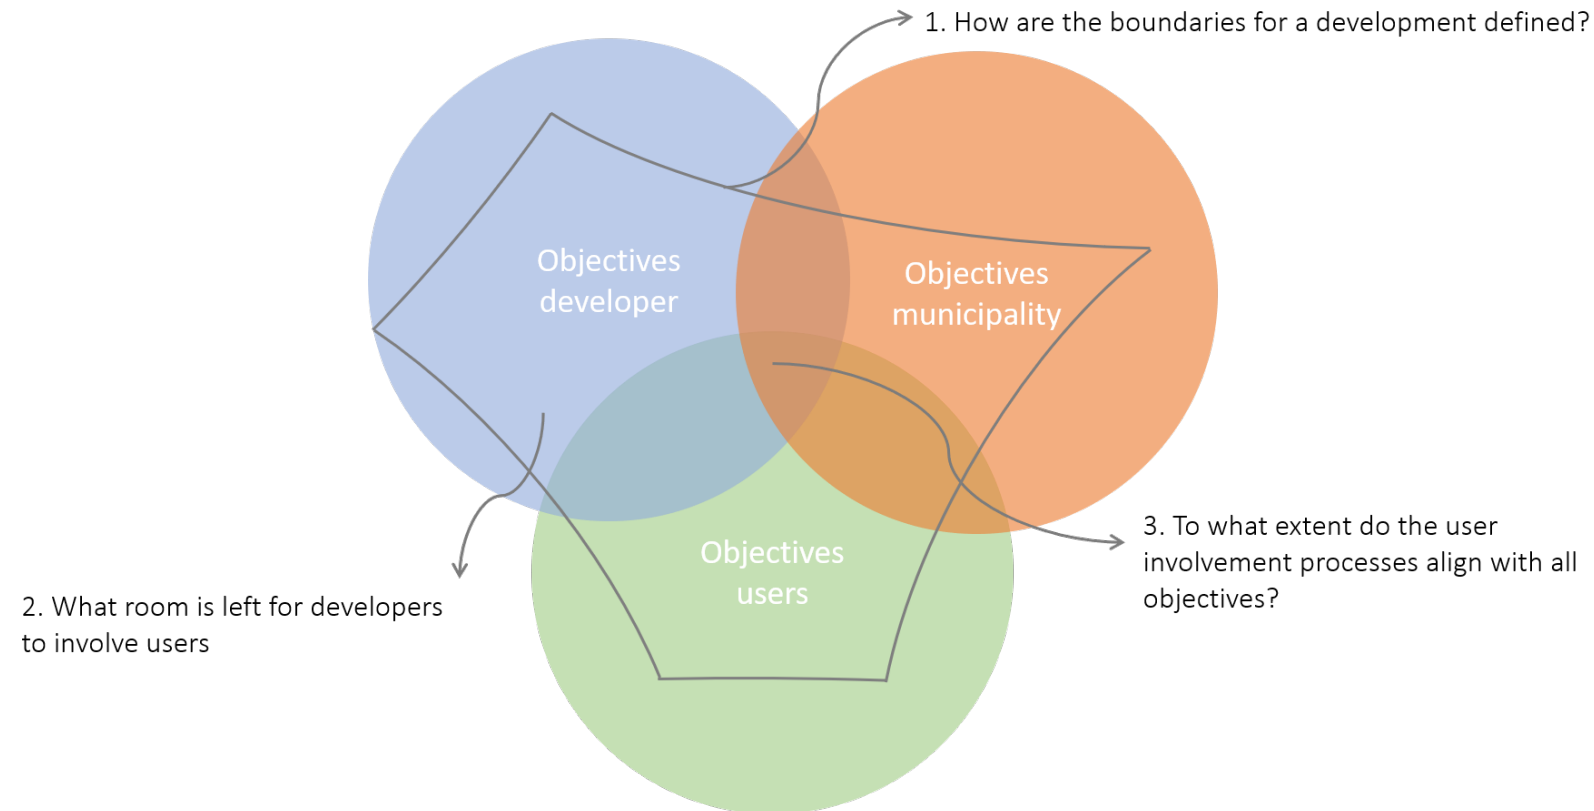 1. How are the boundaries for a development defined?
Objectives
developer
Objectives
municipality
Objectives
users
2. What room is left for developers
to involve users
3. To what extent do the user
involvement processes align with all
objectives?